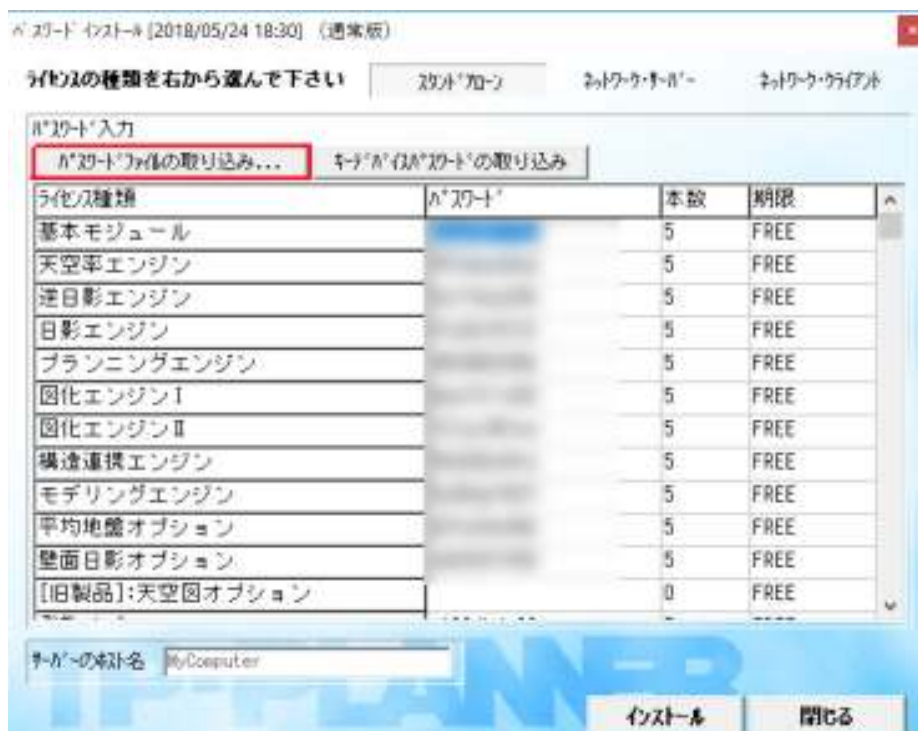 ﾊﾟｽﾜｰﾄﾞ ｲﾝｽﾄｰﾙ [2018/05/24 18:30] （通常版）
ﾗｲｾﾝｽの種類を右から選んで下さい ｽﾀﾝﾄﾞｱﾛｰﾝ ﾈｯﾄﾜｰｸ･ｻｰﾊﾞｰ ﾈｯﾄﾜｰｸ･ｸﾗｲｱﾝﾄ
ﾊﾟｽﾜｰﾄﾞ入力
ﾊﾟｽﾜｰﾄﾞﾌｧｲﾙの取り込み... ｷｰﾃﾞﾊﾞｲｽﾊﾟｽﾜｰﾄﾞの取り込み
ﾗｲｾﾝｽ種類 ﾊﾟｽﾜｰﾄﾞ 本数 期限
基本モジュール 5 FREE
天空率エンジン 5 FREE
逆日影エンジン 5 FREE
日影エンジン 5 FREE
プランニングエンジン 5 FREE
図化エンジンⅠ 5 FREE
図化エンジンⅡ 5 FREE
構造連携エンジン 5 FREE
モデリングエンジン 5 FREE
平均地盤オプション 5 FREE
壁面日影オプション 5 FREE
[旧製品]:天空図オプション 0 FREE
ｻｰﾊﾞｰのﾎｽﾄ名 MyComputer
TP-PLANNER
ｲﾝｽﾄｰﾙ 閉じる